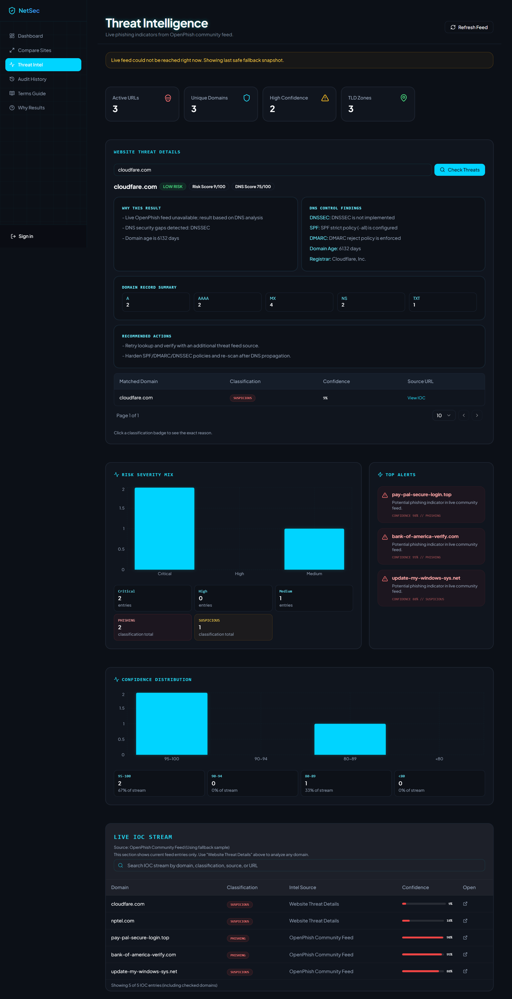 NetSec
Dashboard
Compare Sites
Threat Intel
Audit History
Terms Guide
Why Results
Sign in
Threat Intelligence
Live phishing indicators from OpenPhish community feed.
Refresh Feed
Live feed could not be reached right now. Showing last safe fallback snapshot.
Active URLs
3
Unique Domains
3
High Confidence
2
TLD Zones
3
WEBSITE THREAT DETAILS
cloudfare.com
Check Threats
cloudfare.com LOW RISK Risk Score 9/100 DNS Score 75/100
WHY THIS RESULT
- Live OpenPhish feed unavailable; result based on DNS analysis
- DNS security gaps detected: DNSSEC
- Domain age is 6132 days
DNS CONTROL FINDINGS
DNSSEC: DNSSEC is not implemented
SPF: SPF strict policy (-all) is configured
DMARC: DMARC reject policy is enforced
Domain Age: 6132 days
Registrar: Cloudflare, Inc.
DOMAIN RECORD SUMMARY
A
2
AAAA
2
MX
4
NS
2
TXT
1
RECOMMENDED ACTIONS
- Retry lookup and verify with an additional threat feed source.
- Harden SPF/DMARC/DNSSEC policies and re-scan after DNS propagation.
Matched Domain Classification Confidence Source URL
cloudfare.com SUSPICIOUS 9% View IOC
Page 1 of 1
10
Click a classification badge to see the exact reason.
RISK SEVERITY MIX
2
1.5
1
0.5
0
Critical High Medium
Critical
2
entries
High
0
entries
Medium
1
entries
PHISHING
2
classification total
SUSPICIOUS
1
classification total
TOP ALERTS
pay-pal-secure-login.top
Potential phishing indicator in live community
feed.
CONFIDENCE 98% // PHISHING
bank-of-america-verify.com
Potential phishing indicator in live community
feed.
CONFIDENCE 95% // PHISHING
update-my-windows-sys.net
Potential phishing indicator in live community
feed.
CONFIDENCE 88% // SUSPICIOUS
CONFIDENCE DISTRIBUTION
2
1.5
1
0.5
0
95-100 90-94 80-89 <80
95-100
2
67% of stream
90-94
0
0% of stream
80-89
1
33% of stream
<80
0
0% of stream
LIVE IOC STREAM
Source: OpenPhish Community Feed (Using fallback sample)
This section shows current feed entries only. Use "Website Threat Details" above to analyze any domain.
Search IOC stream by domain, classification, source, or URL
Domain Classification Intel Source Confidence Open
cloudfare.com SUSPICIOUS Website Threat Details 9%
nptel.com SUSPICIOUS Website Threat Details 18%
pay-pal-secure-login.top PHISHING OpenPhish Community Feed 98%
bank-of-america-verify.com PHISHING OpenPhish Community Feed 95%
update-my-windows-sys.net SUSPICIOUS OpenPhish Community Feed 88%
Showing 5 of 5 IOC entries (including checked domains)